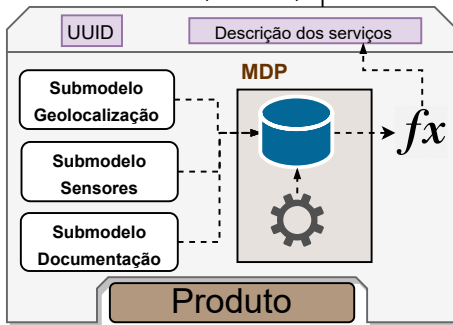 UUID
Descrição dos serviços
MDP
Submodelo
Geolocalização
Submodelo
Sensores
Submodelo
Documentação
fx
Produto